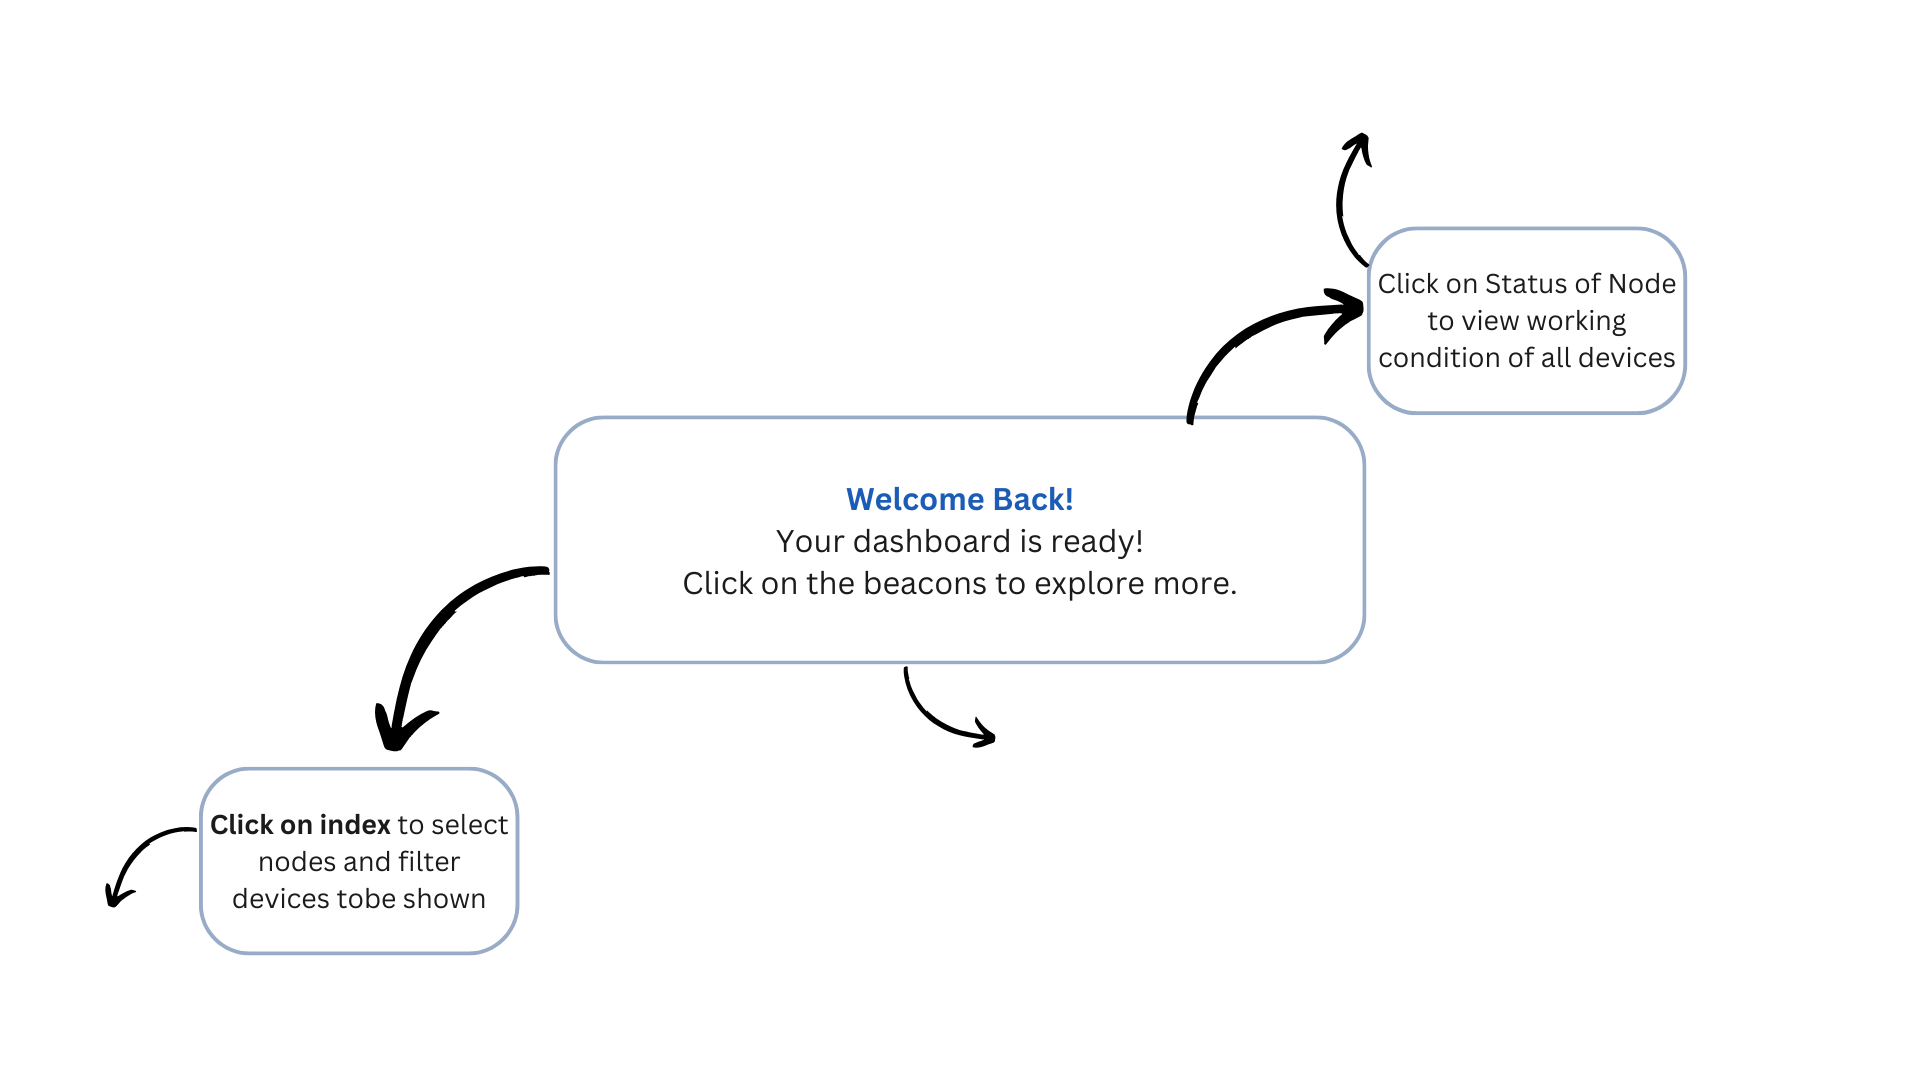 Click on Status of Node
to view working
condition of all devices
Welcome Back!
Your dashboard is ready!
Click on the beacons to explore more.
Click on index to select
nodes and filter
devices tobe shown